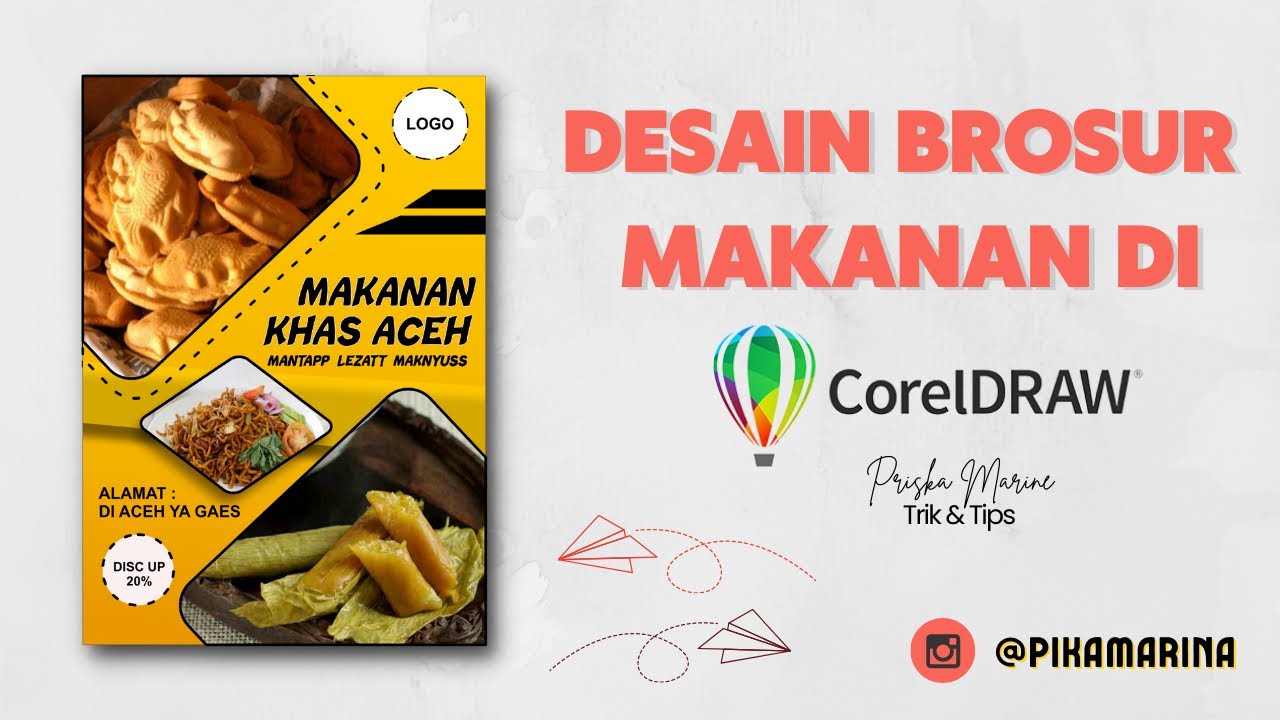 LOGO
MAKANAN
KHAS ACEH
MANTAPP LEZATT MAKNYUSS
ALAMAT :
DI ACEH YA GAES
DISC UP
20%
DESAIN BROSUR
MAKANAN DI
CorelDRAW®
Priska Marine
Trik & Tips
@PIKAMARINA